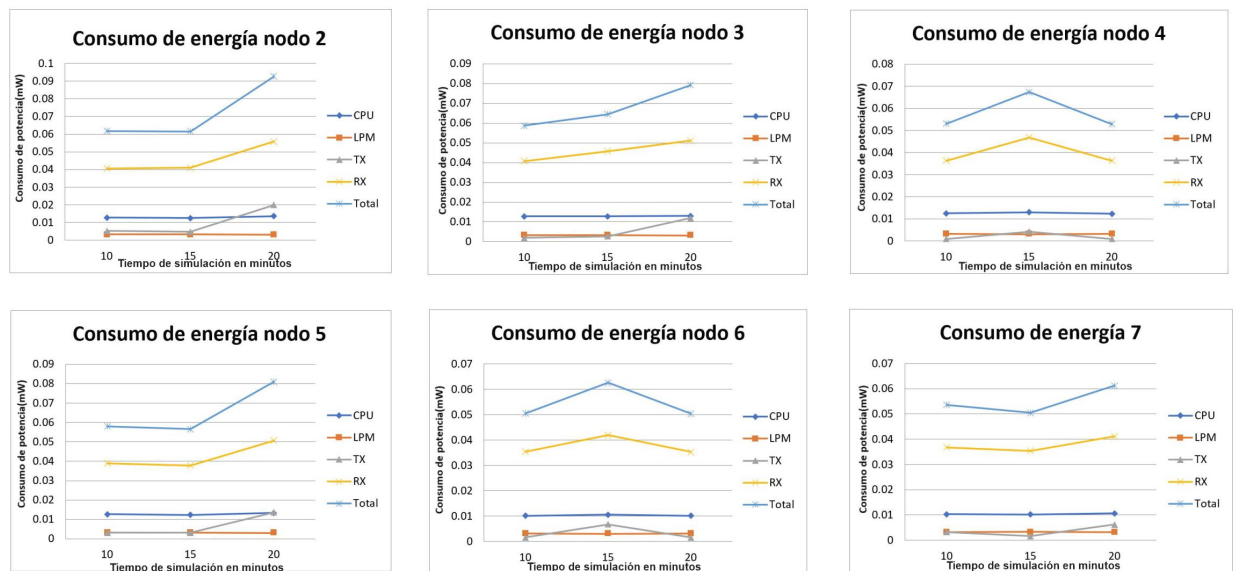 Consumo de energía nodo 2
Consumo de potencia(mW)
0.1
0.09
0.08
0.07
0.06
0.05
0.04
0.03
0.02
0.01
0
10 15 20
Tiempo de simulación en minutos
CPU
LPM
TX
RX
Total
Consumo de energía nodo 3
Consumo de potencia(mW)
0.09
0.08
0.07
0.06
0.05
0.04
0.03
0.02
0.01
0
10 15 20
Tiempo de simulación en minutos
CPU
LPM
TX
RX
Total
Consumo de energía nodo 4
Consumo de potencia(mW)
0.08
0.07
0.06
0.05
0.04
0.03
0.02
0.01
0
10 15 20
Tiempo de simulación en minutos
CPU
LPM
TX
RX
Total
Consumo de energía nodo 5
Consumo de potencia(mW)
0.09
0.08
0.07
0.06
0.05
0.04
0.03
0.02
0.01
0
10 15 20
Tiempo de simulación en minutos
CPU
LPM
TX
RX
Total
Consumo de energía nodo 6
Consumo de potencia(mW)
0.07
0.06
0.05
0.04
0.03
0.02
0.01
0
10 15 20
Tiempo de simulación en minutos
CPU
LPM
TX
RX
Total
Consumo de energía 7
Consumo de potencia(mW)
0.07
0.06
0.05
0.04
0.03
0.02
0.01
0
10 15 20
Tiempo de simulación en minutos
CPU
LPM
TX
RX
Total